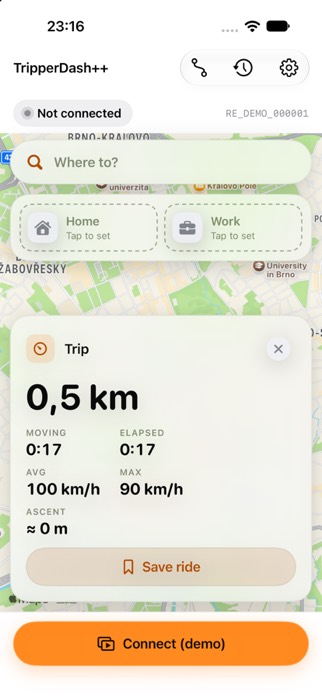 23:16
TripperDash++
Not connected
RE_DEMO_000001
BRNO-KRÁLOVO
Where to?
univerzita
Královo Pole
Home
Tap to set
Work
Tap to set
ŽABOVŘESKY
University
in Brno
Trip
0,5 km
MOVING
ELAPSED
0:17
0:17
AVG
MAX
100 km/h
90 km/h
ASCENT
≈ 0 m
Save ride
Connect (demo)